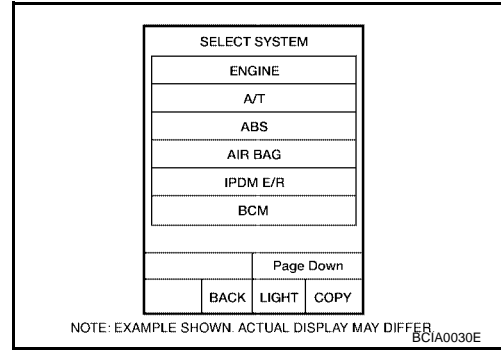 SELECT SYSTEM
ENGINE
A/T
ABS
AIR BAG
IPDM E/R
BCM
Page Down
BACK LIGHT COPY
NOTE: EXAMPLE SHOWN. ACTUAL DISPLAY MAY DIFFER.
BCIA0030E